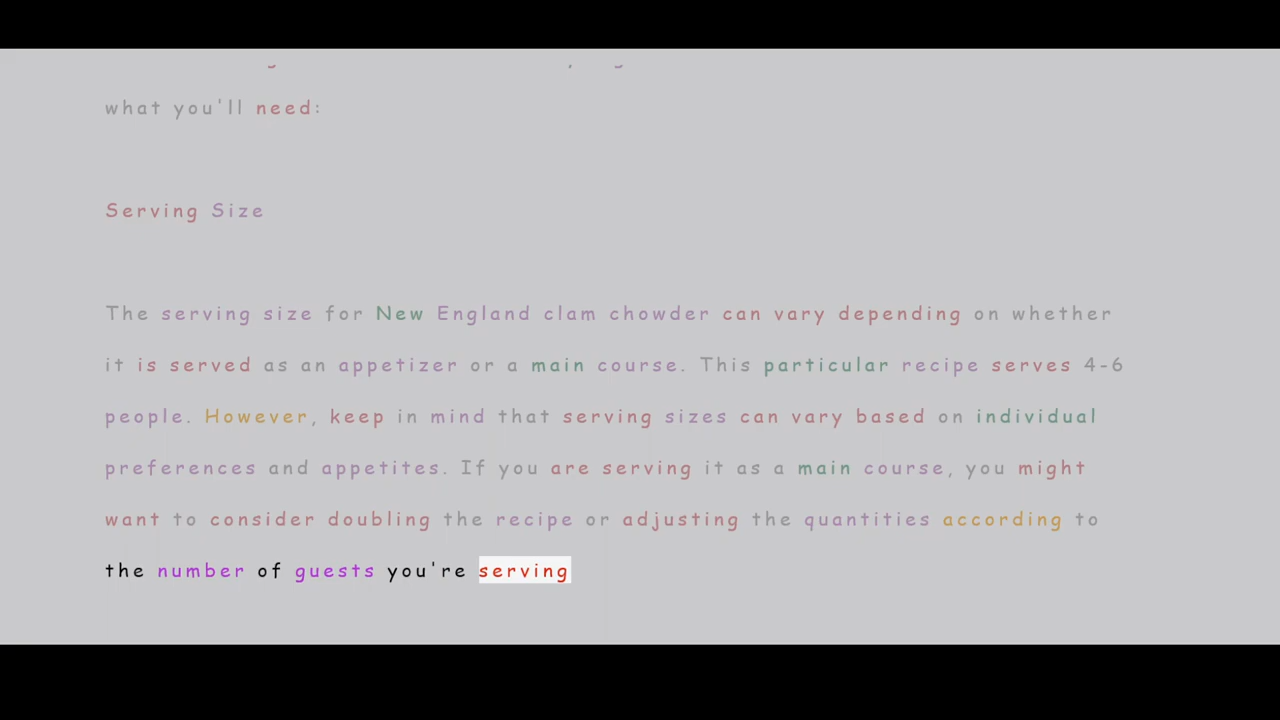 what you'll need:
Serving Size
The serving size for New England clam chowder can vary depending on whether
it is served as an appetizer or a main course. This particular recipe serves 4-6
people. However, keep in mind that serving sizes can vary based on individual
preferences and appetites. If you are serving it as a main course, you might
want to consider doubling the recipe or adjusting the quantities according to
the number of guests you're serving